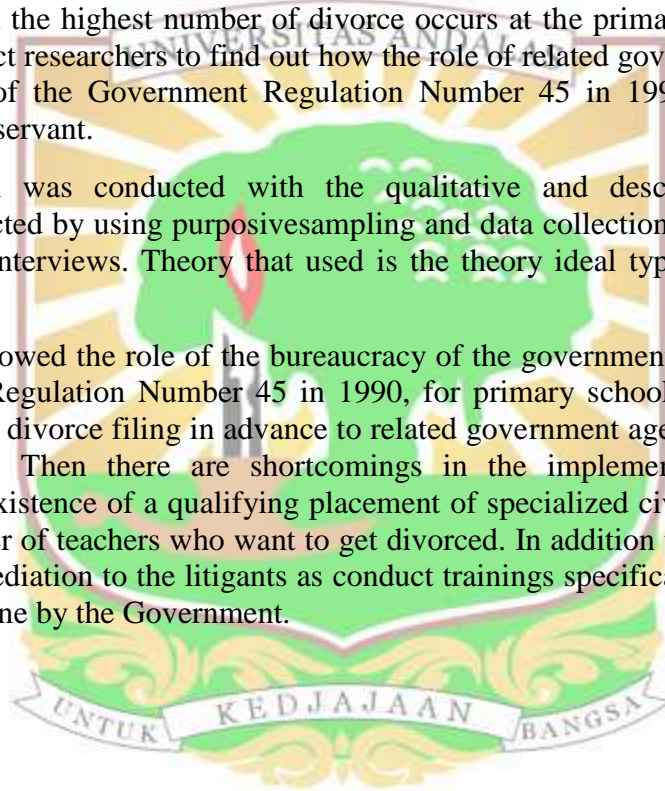 the highest number of divorce occurs at the prima
UNIVERSITAS ANDALAS
ct researchers to find out how the role of related gov
of the Government Regulation Number 45 in 199
servant.
was conducted with the qualitative and desc
cted by using purposivesampling and data collection
interviews. Theory that used is the theory ideal typ
owed the role of the bureaucracy of the government
Regulation Number 45 in 1990, for primary school
divorce filing in advance to related government age
Then there are shortcomings in the implemen
existence of a qualifying placement of specialized civ
er of teachers who want to get divorced. In addition
ediation to the litigants as conduct trainings specifica
ne by the Government.
UNTUK KEDJAJAAN BANGSA